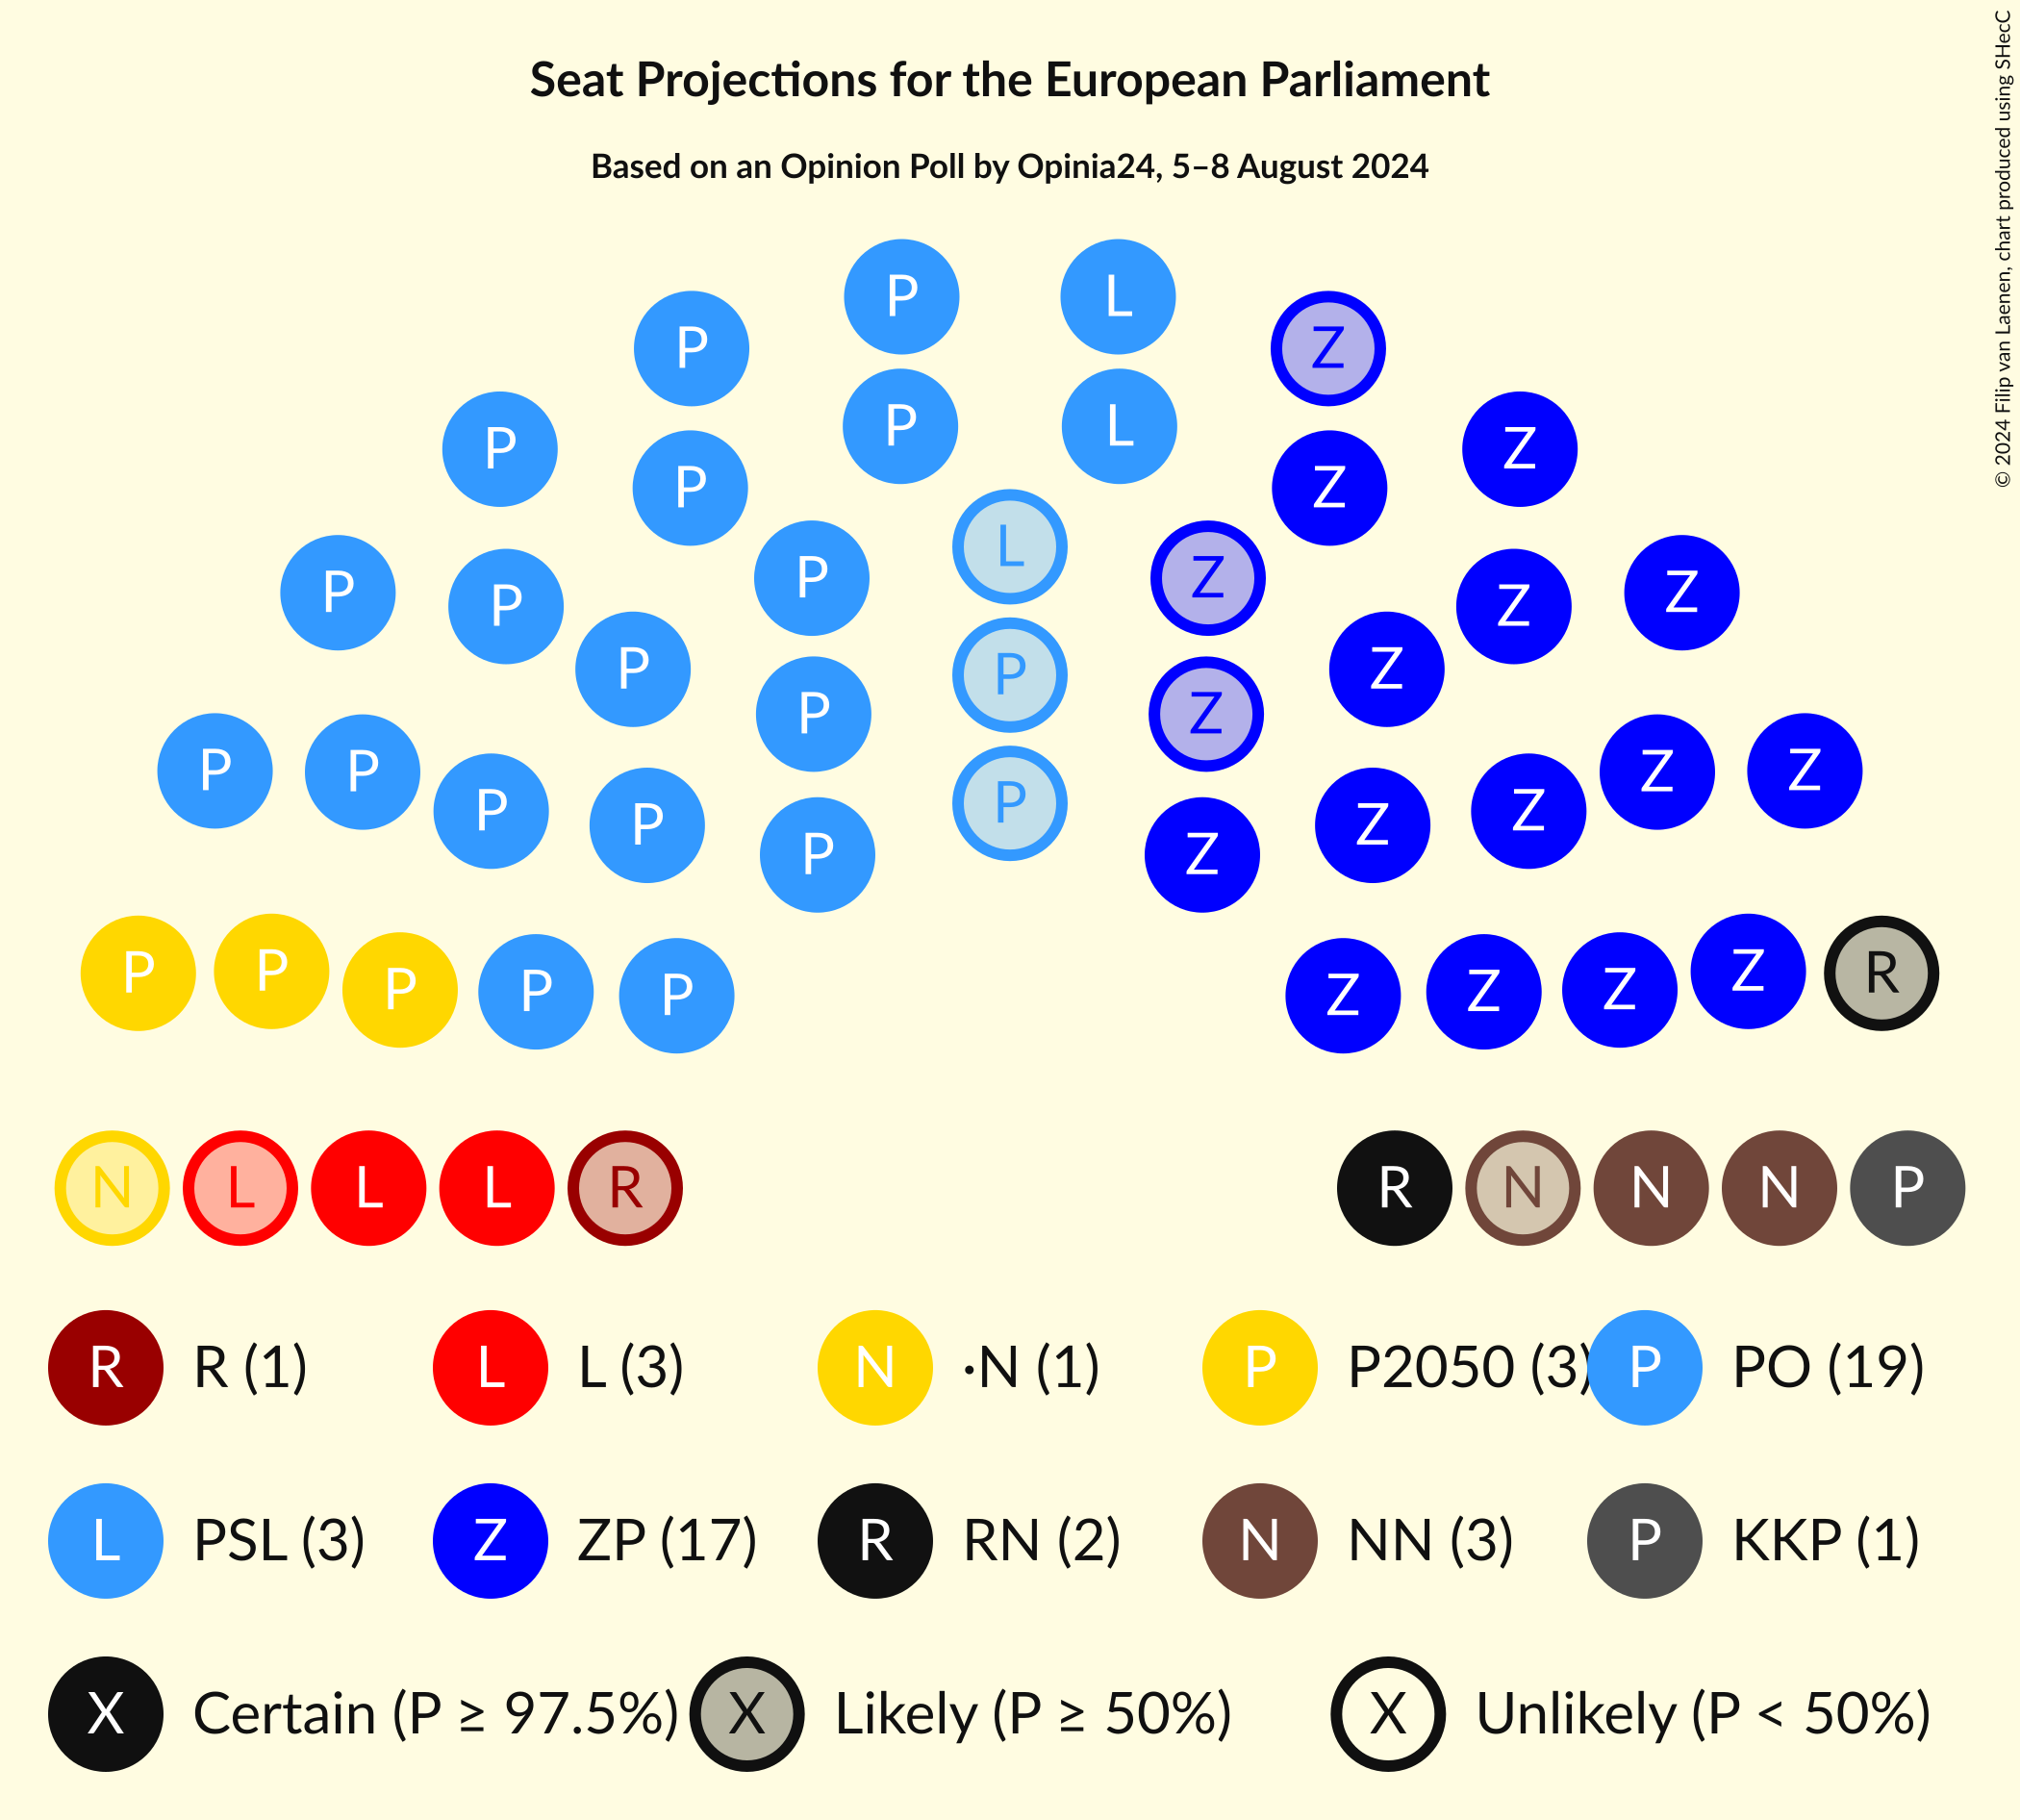 Seat Projections for the European Parliament
Based on an Opinion Poll by Opinia24, 5–8 August 2024
© 2024 Filip van Laenen, chart produced using SHecC
P L
P Z
P L
P Z
P Z
L
P Z
P Z
P Z
P Z
P
P Z
P P Z Z
P
P Z
P Z
P Z
P P P P P Z Z Z Z R
N L L L R R N N N P
R R (1) L L (3) N ·N (1) P P2050 (3) P PO (19)
L PSL (3) Z ZP (17) R RN (2) N NN (3) P KKP (1)
X Certain (P ≥ 97.5%) X Likely (P ≥ 50%) X Unlikely (P < 50%)